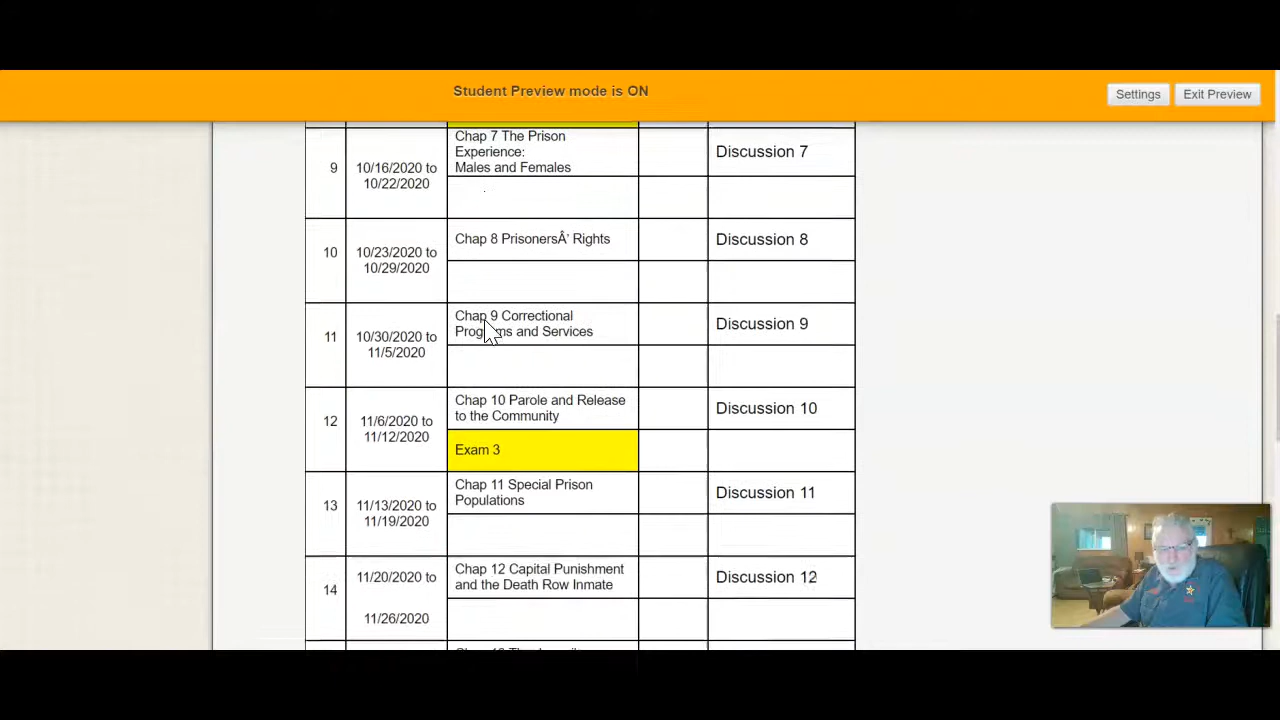 Student Preview mode is ON
Settings
Exit Preview
9
10/16/2020 to
10/22/2020
Chap 7 The Prison
Experience:
Males and Females
Discussion 7
10
10/23/2020 to
10/29/2020
Chap 8 PrisonersÂ’ Rights
Discussion 8
11
10/30/2020 to
11/5/2020
Chap 9 Correctional
Programs and Services
Discussion 9
12
11/6/2020 to
11/12/2020
Chap 10 Parole and Release
to the Community
Discussion 10
Exam 3
13
11/13/2020 to
11/19/2020
Chap 11 Special Prison
Populations
Discussion 11
14
11/20/2020 to
11/26/2020
Chap 12 Capital Punishment
and the Death Row Inmate
Discussion 12